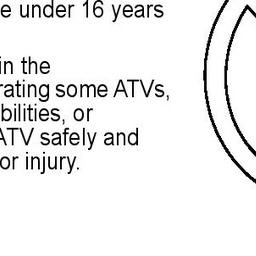 e under 16 years
in the
rating some ATVs,
bilities, or
ATV safely and
or injury.